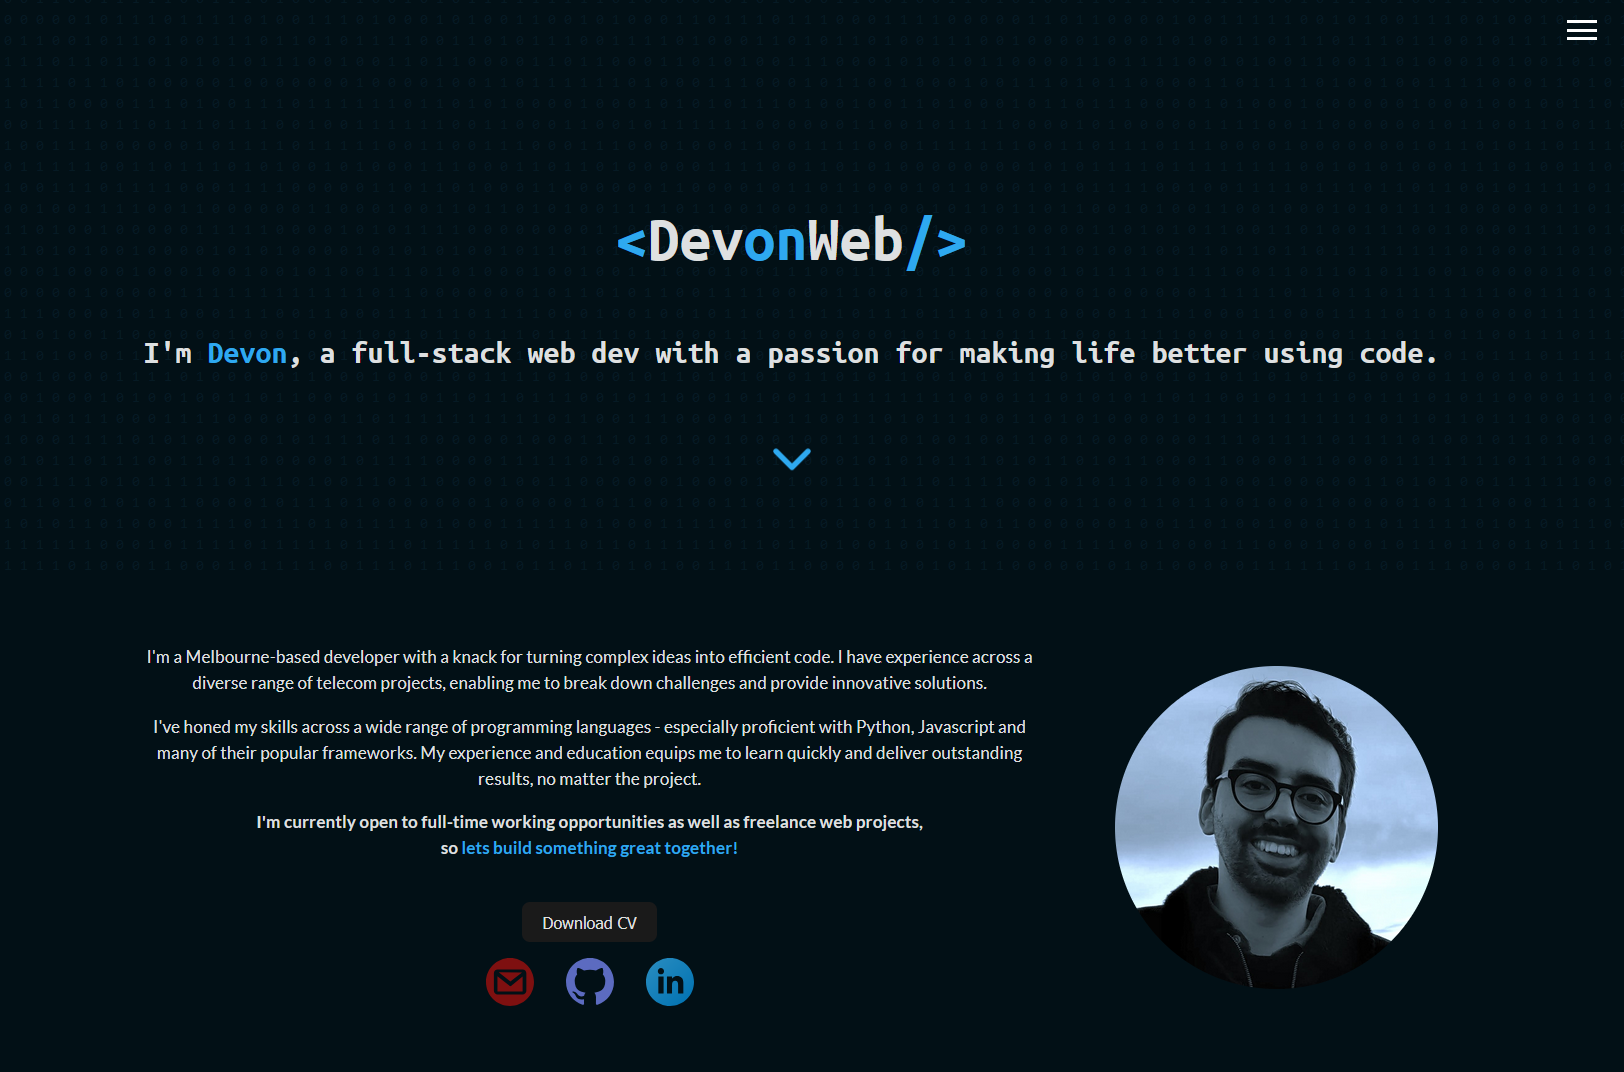 <DevonWeb/>
I'm Devon, a full-stack web dev with a passion for making life better using code.
I'm a Melbourne-based developer with a knack for turning complex ideas into efficient code. I have experience across a
diverse range of telecom projects, enabling me to break down challenges and provide innovative solutions.
I've honed my skills across a wide range of programming languages - especially proficient with Python, Javascript and
many of their popular frameworks. My experience and education equips me to learn quickly and deliver outstanding
results, no matter the project.
I'm currently open to full-time working opportunities as well as freelance web projects,
so lets build something great together!
Download CV
in